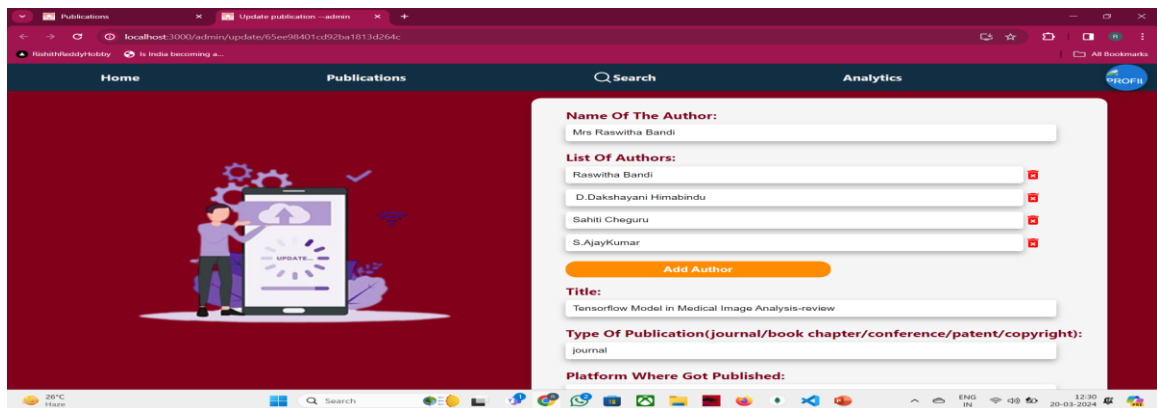 Publications
Update publication --admin
localhost:3000/admin/update/65ee98401cd92ba1813d264c
RishithReddyHobby
Is India becoming a...
All Bookmarks
Home
Publications
Search
Analytics
PROFIL
Name Of The Author:
Mrs Raswitha Bandi
List Of Authors:
Raswitha Bandi
D.Dakshayani Himabindu
Sahiti Cheguru
S.AjayKumar
Add Author
UPDATE...
Title:
Tensorflow Model in Medical Image Analysis-review
Type Of Publication(journal/book chapter/conference/patent/copyright):
journal
Platform Where Got Published:
26°C
Haze
Search
ENG
IN
12:30
20-03-2024